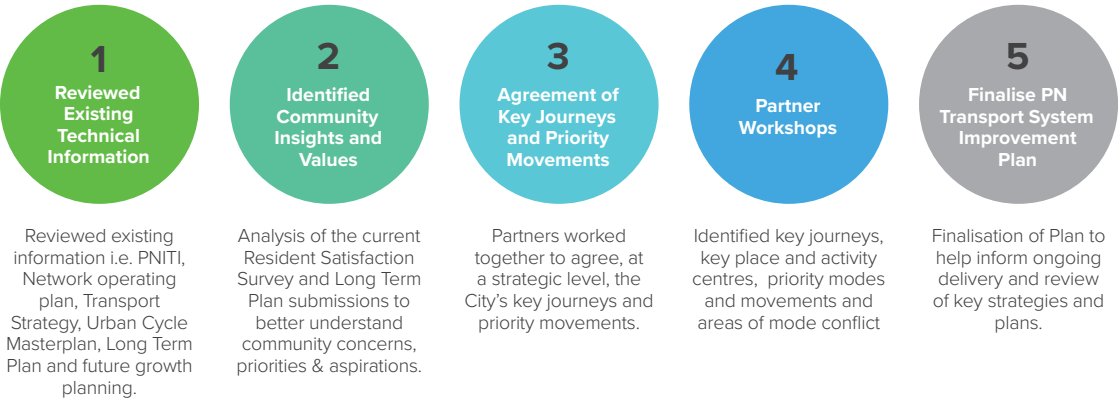 1
Reviewed
Existing
Technical
Information
Reviewed existing
information i.e. PNITI,
Network operating
plan, Transport
Strategy, Urban Cycle
Masterplan, Long Term
Plan and future growth
planning.
2
Identified
Community
Insights and
Values
Analysis of the current
Resident Satisfaction
Survey and Long Term
Plan submissions to
better understand
community concerns,
priorities & aspirations.
3
Agreement of
Key Journeys
and Priority
Movements
Partners worked
together to agree, at
a strategic level, the
City's key journeys and
priority movements.
4
Partner
Workshops
Identified key journeys,
key place and activity
centres, priority modes
and movements and
areas of mode conflict
5
Finalise PN
Transport System
Improvement
Plan
Finalisation of Plan to
help inform ongoing
delivery and review
of key strategies and
plans.